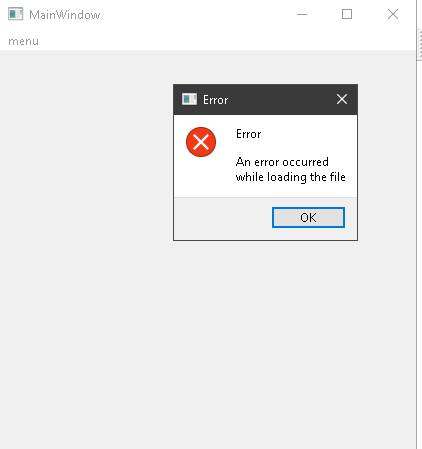 MainWindow
menu
Error
Error
An error occurred
while loading the file
OK